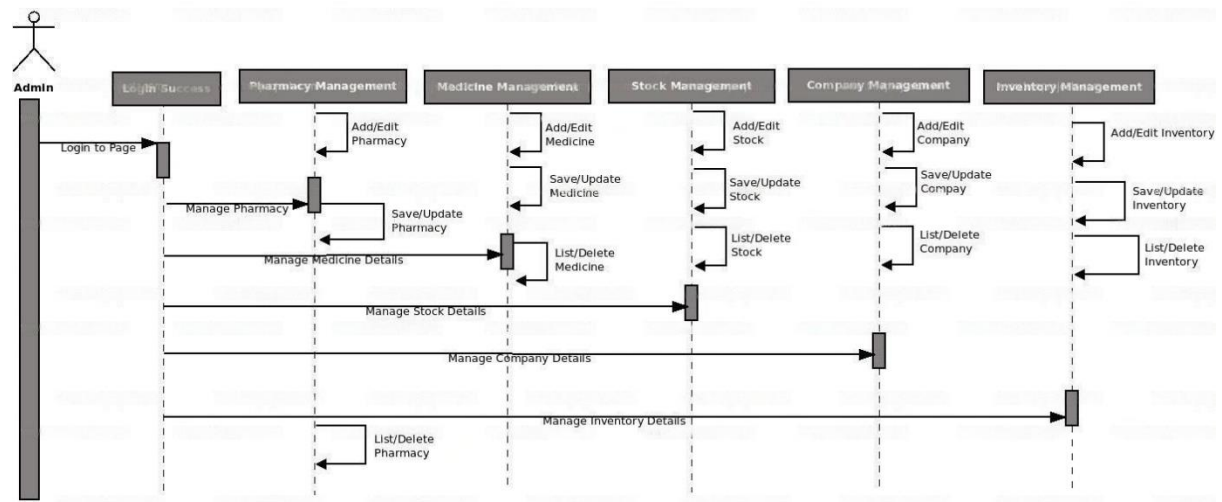 Admin
Login Success
Pharmacy Management
Medicine Management
Stock Management
Company Management
Inventory Management
Add/Edit
Pharmacy
Add/Edit
Medicine
Add/Edit
Stock
Add/Edit
Company
Add/Edit Inventory
Login to Page
Save/Update
Medicine
Save/Update
Stock
Save/Update
Compay
Save/Update
Inventory
Manage Pharmacy
Save/Update
Pharmacy
List/Delete
Medicine
List/Delete
Stock
List/Delete
Company
List/Delete
Inventory
Manage Medicine Details
Manage Stock Details
Manage Company Details
Manage Inventory Details
List/Delete
Pharmacy